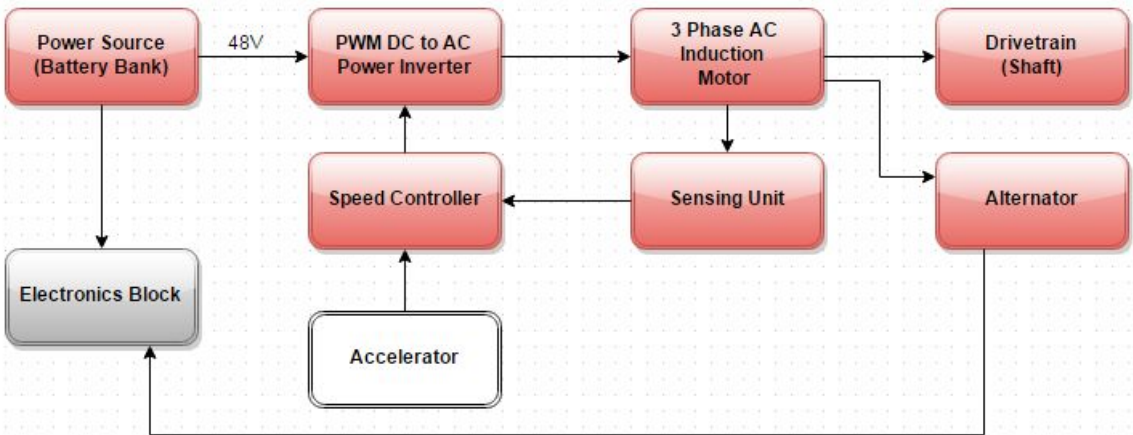 Power Source
(Battery Bank)
48V
PWM DC to AC
Power Inverter
3 Phase AC
Induction
Motor
Drivetrain
(Shaft)
Speed Controller
Sensing Unit
Alternator
Electronics Block
Accelerator